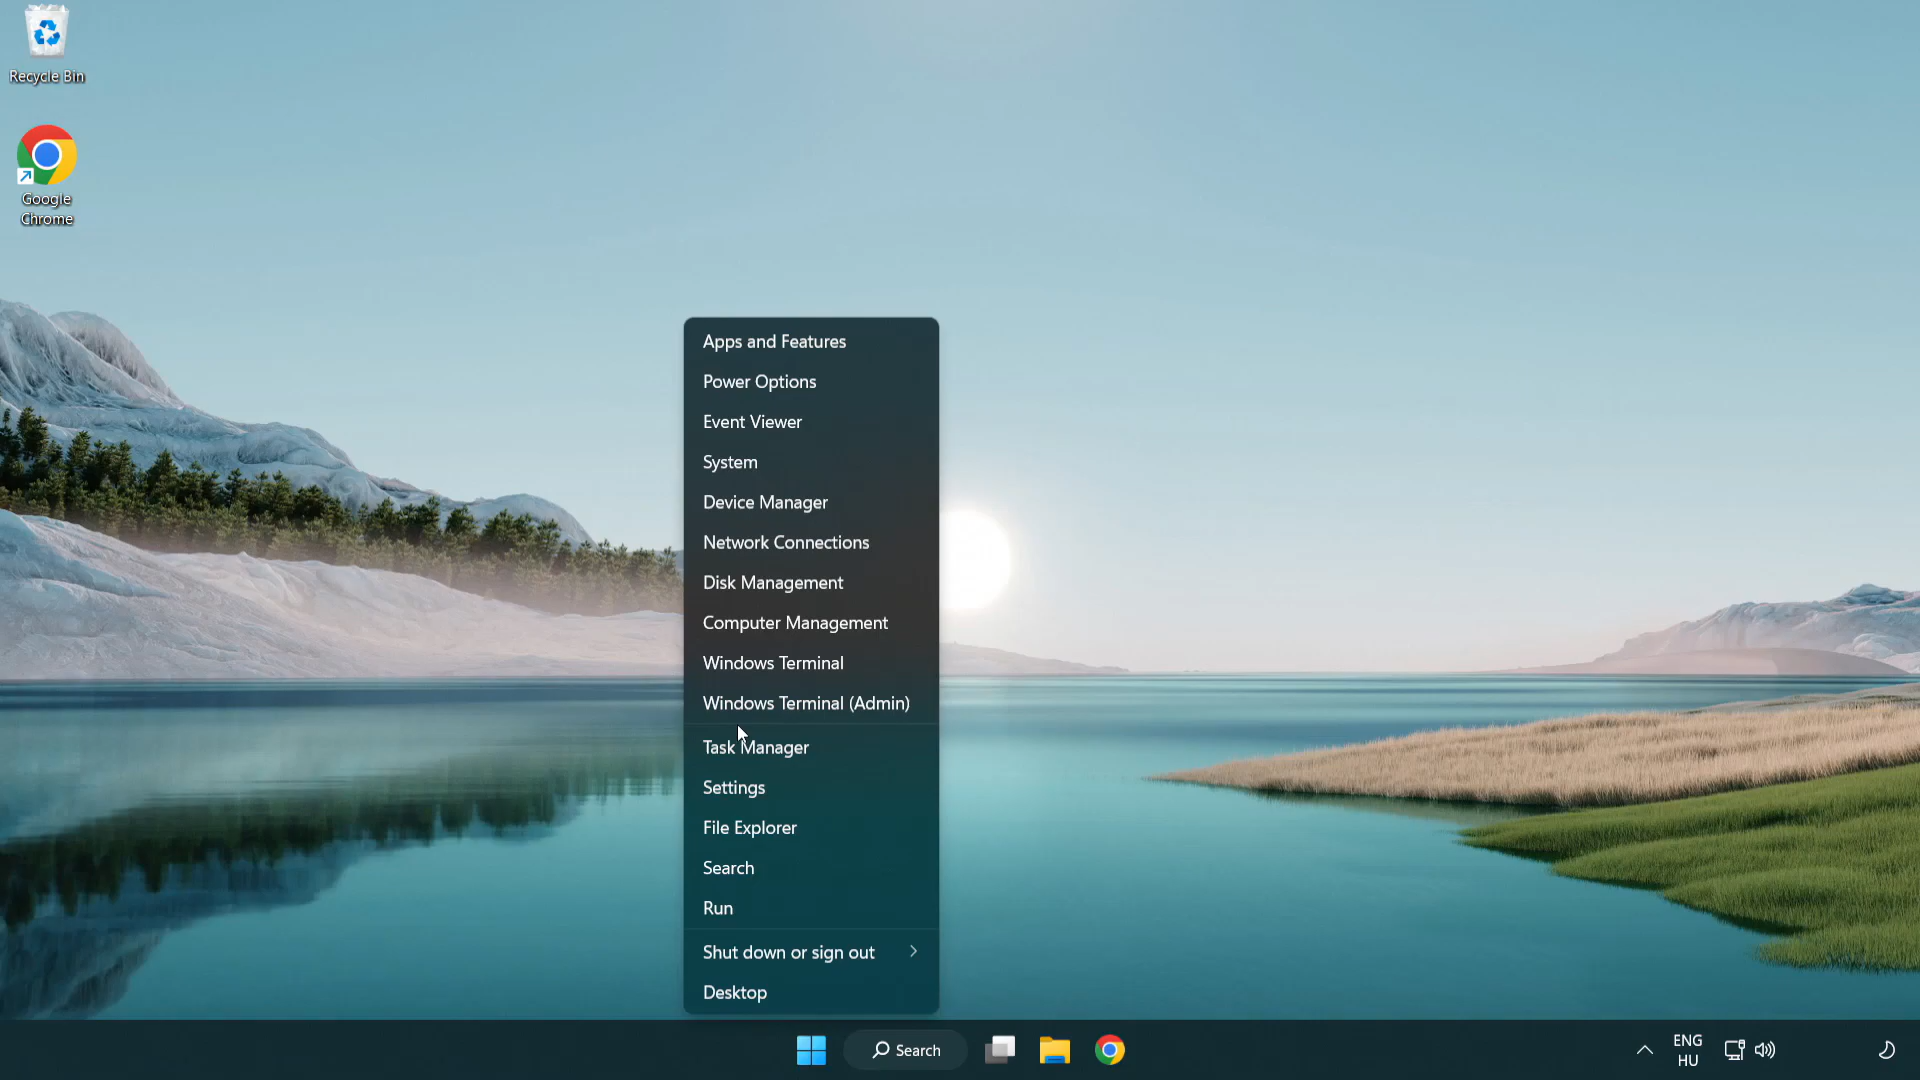 Recycle Bin
Google
Chrome
Apps and Features
Power Options
Event Viewer
System
Device Manager
Network Connections
Disk Management
Computer Management
Windows Terminal
Windows Terminal (Admin)
Task Manager
Settings
File Explorer
Search
Run
Shut down or sign out
Desktop
Search
ENG
HU